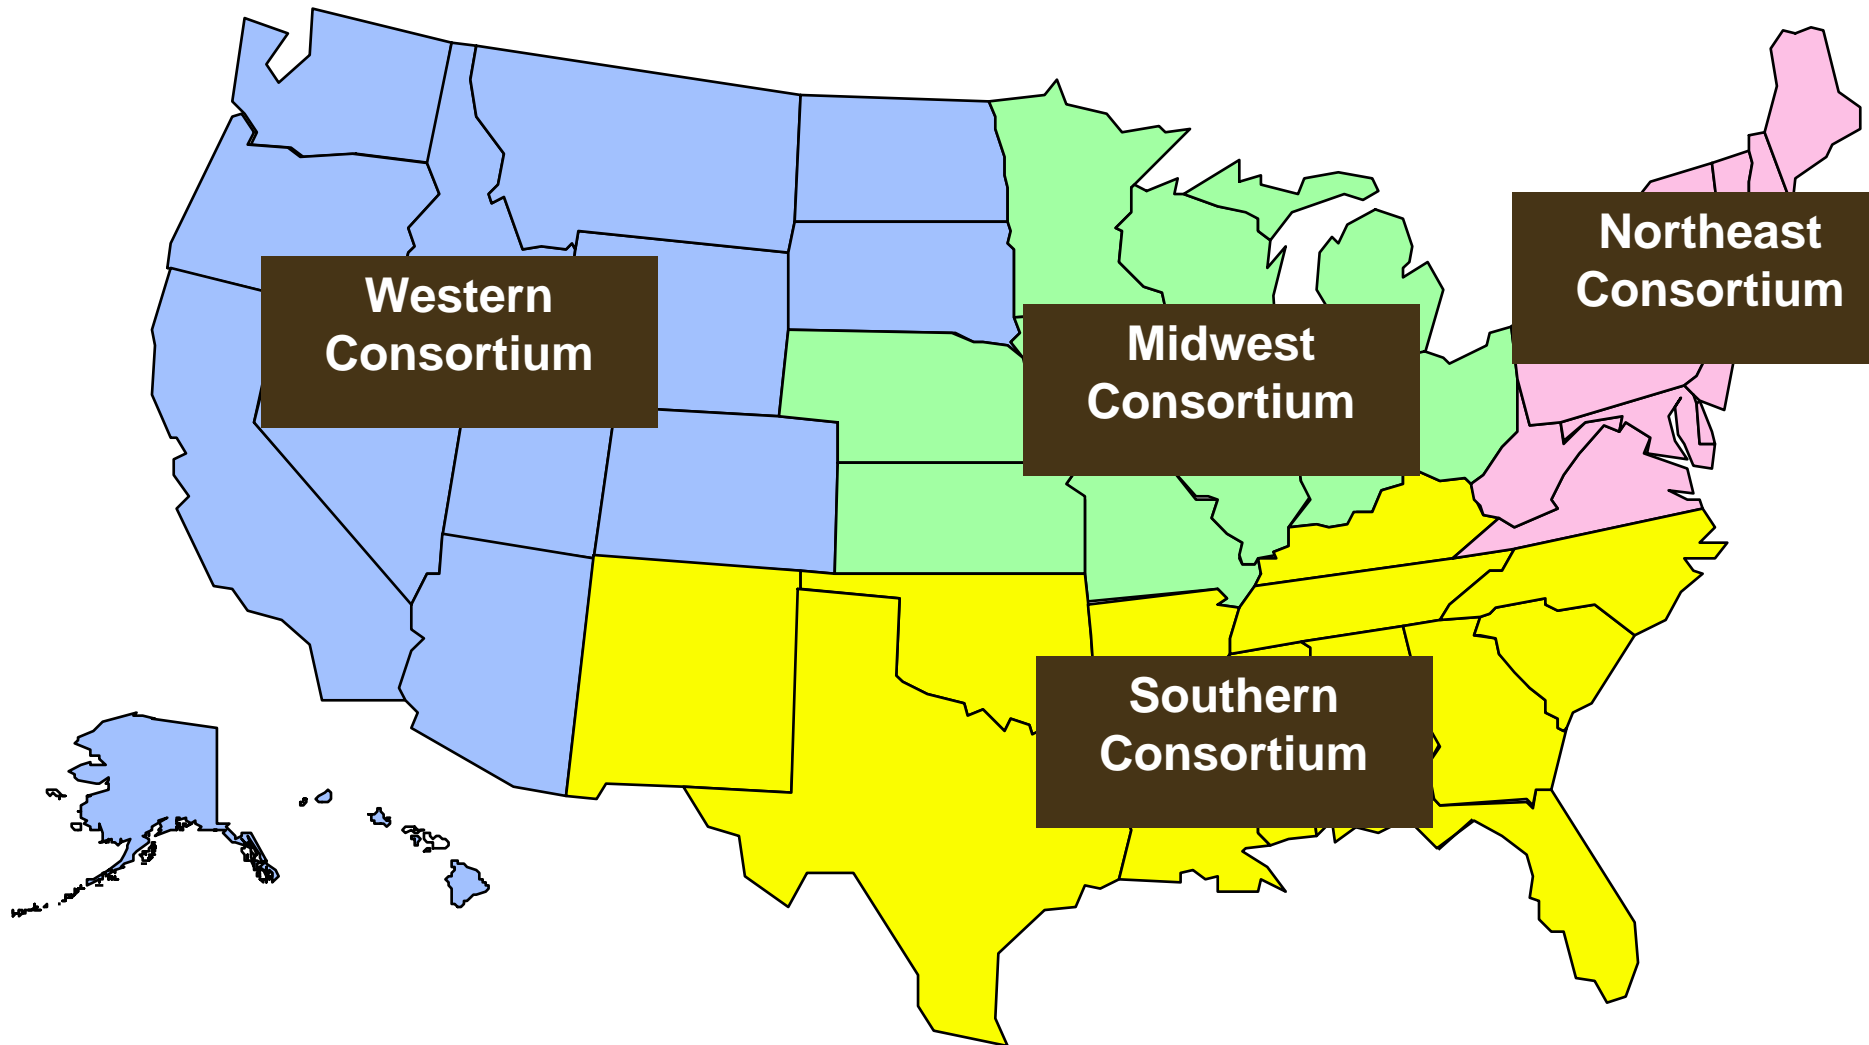 Northeast
Consortium
Western
Consortium
Midwest
Consortium
Southern
Consortium